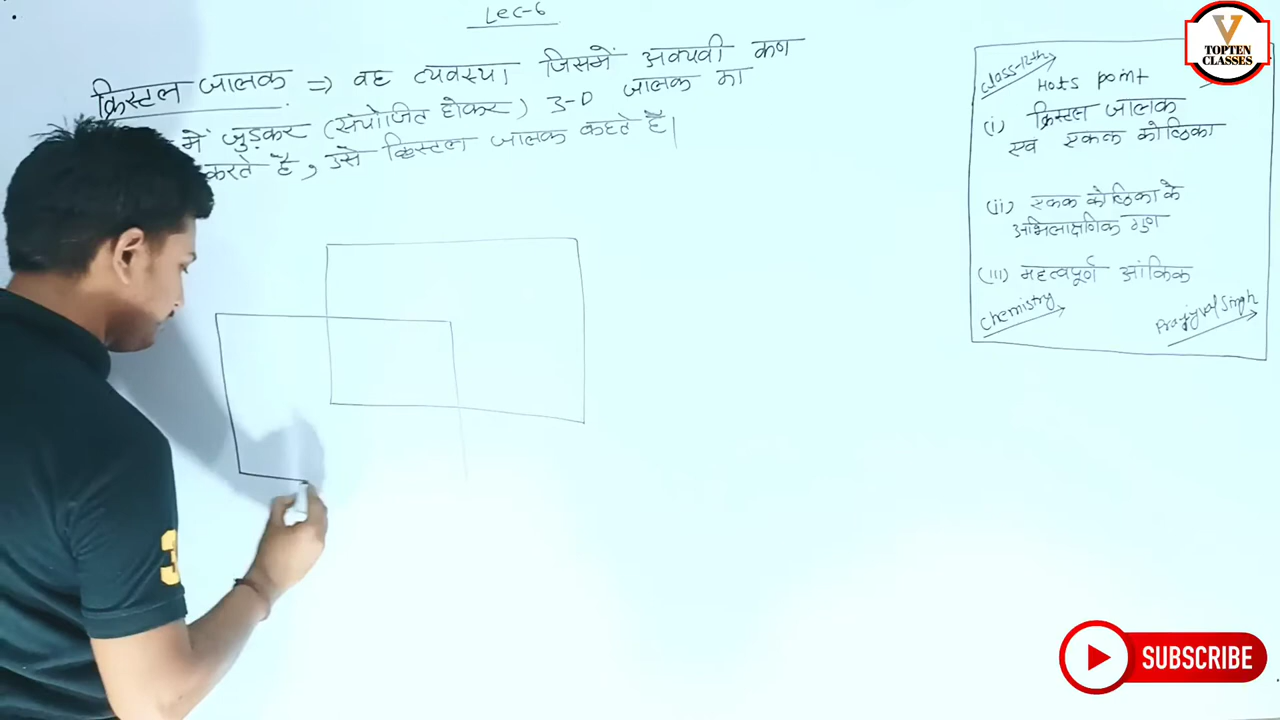 Lec-6
क्रिस्टल जालक ⇒ वह व्यवस्था जिसमें अवयवी कण
में जुड़कर (संयोजित होकर) 3-D जालक का
करते है, उसे क्रिस्टल जालक कहते है।
Class-12th
Hots point
(i) क्रिस्टल जालक
एवं एकक कोष्ठिका
(ii) एकक कोष्ठिका के
अभिलाक्षणिक गुण
(iii) महत्वपूर्ण आंकिक
Chemistry
Prajjyval Singh
V
TOPTEN
CLASSES
3
SUBSCRIBE